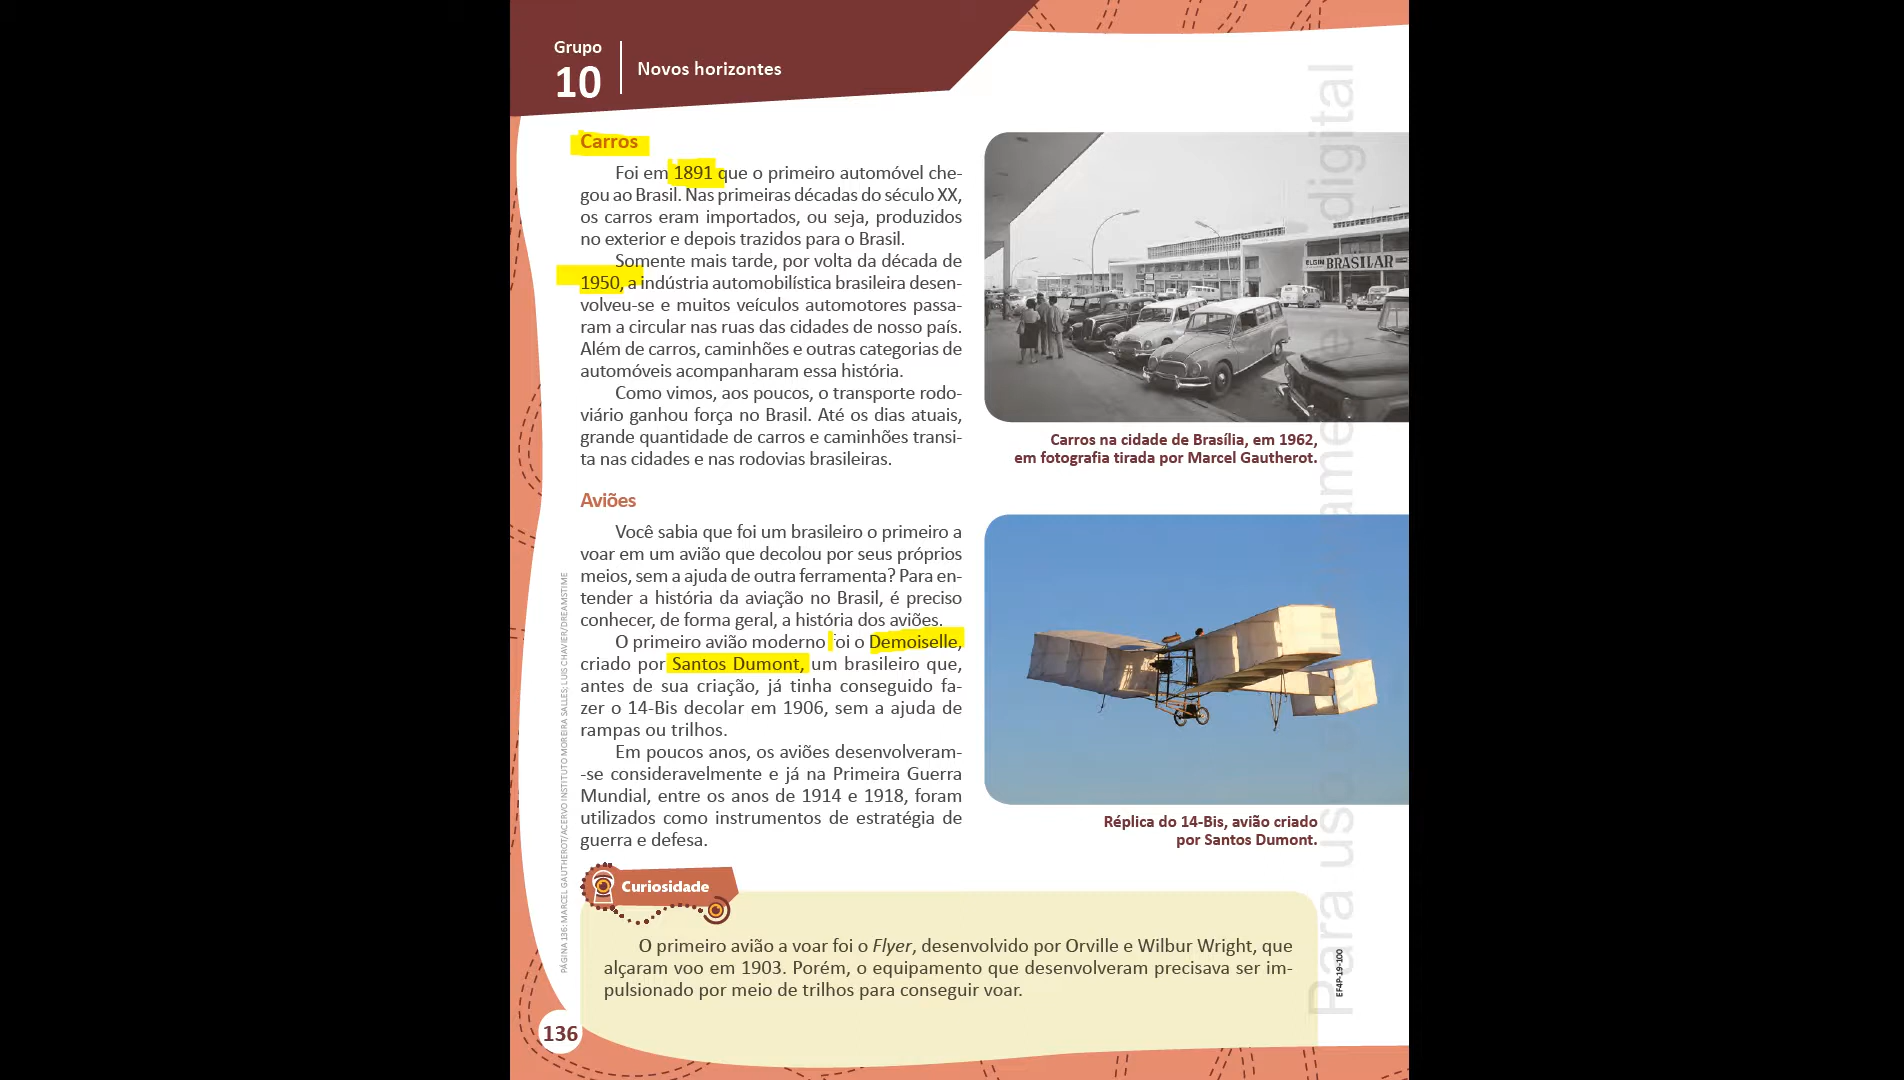 Grupo
10
Novos horizontes
Carros
Foi em 1891 que o primeiro automóvel che-
gou ao Brasil. Nas primeiras décadas do século XX,
os carros eram importados, ou seja, produzidos
no exterior e depois trazidos para o Brasil.
Somente mais tarde, por volta da década de
1950, a indústria automobilística brasileira desen-
volveu-se e muitos veículos automotores passa-
ram a circular nas ruas das cidades de nosso país.
Além de carros, caminhões e outras categorias de
automóveis acompanharam essa história.
Como vimos, aos poucos, o transporte rodo-
viário ganhou força no Brasil. Até os dias atuais,
grande quantidade de carros e caminhões transi-
ta nas cidades e nas rodovias brasileiras.
ELGIN BRASILAR
Carros na cidade de Brasília, em 1962,
em fotografia tirada por Marcel Gautherot.
Aviões
Você sabia que foi um brasileiro o primeiro a
voar em um avião que decolou por seus próprios
meios, sem a ajuda de outra ferramenta? Para en-
tender a história da aviação no Brasil, é preciso
conhecer, de forma geral, a história dos aviões.
O primeiro avião moderno foi o Demoiselle,
criado por Santos Dumont, um brasileiro que,
antes de sua criação, já tinha conseguido fa-
zer o 14-Bis decolar em 1906, sem a ajuda de
rampas ou trilhos.
Em poucos anos, os aviões desenvolveram-
-se consideravelmente e já na Primeira Guerra
Mundial, entre os anos de 1914 e 1918, foram
utilizados como instrumentos de estratégia de
guerra e defesa.
Réplica do 14-Bis, avião criado
por Santos Dumont.
Curiosidade
O primeiro avião a voar foi o Flyer, desenvolvido por Orville e Wilbur Wright, que
alçaram voo em 1903. Porém, o equipamento que desenvolveram precisava ser im-
pulsionado por meio de trilhos para conseguir voar.
136
PÁGINA 136: MARCEL GAUTHEROT/ACERVO INSTITUTO MOREIRA SALLES; LUIS CHAVIER/DREAMSTIME
EF4P-19-100
Para uso digital